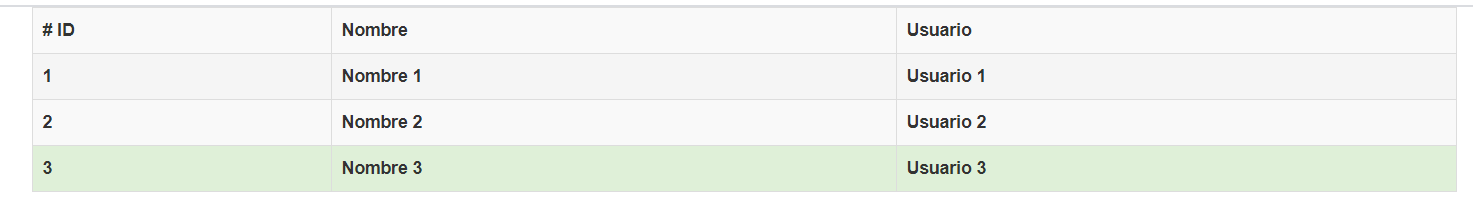 # ID Nombre Usuario
1 Nombre 1 Usuario 1
2 Nombre 2 Usuario 2
3 Nombre 3 Usuario 3